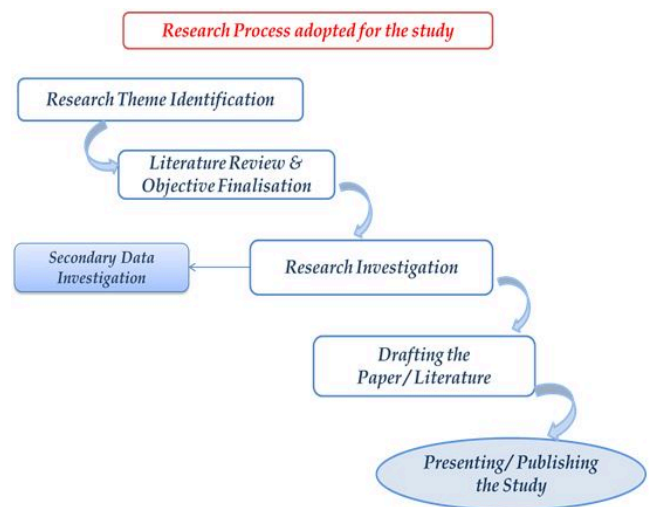 Research Process adopted for the study
Research Theme Identification
Literature Review &
Objective Finalisation
Secondary Data
Investigation
Research Investigation
Drafting the
Paper/ Literature
Presenting/ Publishing
the Study